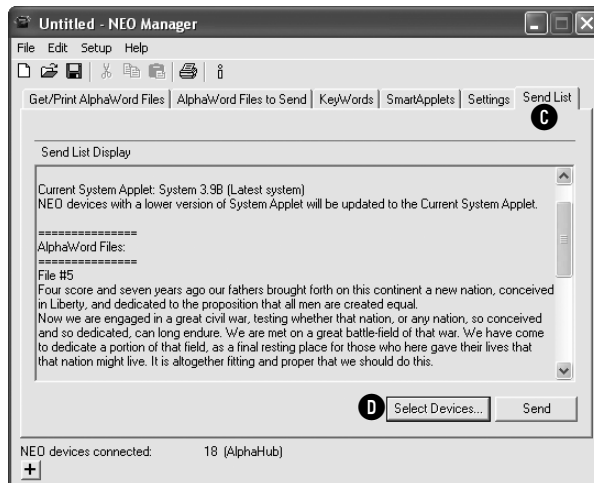 Untitled - NEO Manager
File Edit Setup Help
Get/Print AlphaWord Files AlphaWord Files to Send KeyWords SmartApplets Settings Send List
C
Send List Display
Current System Applet: System 3.9B (Latest system)
NEO devices with a lower version of System Applet will be updated to the Current System Applet.
===============
AlphaWord Files:
===============
File #5
Four score and seven years ago our fathers brought forth on this continent a new nation, conceived
in Liberty, and dedicated to the proposition that all men are created equal.
Now we are engaged in a great civil war, testing whether that nation, or any nation, so conceived
and so dedicated, can long endure. We are met on a great battle-field of that war. We have come
to dedicate a portion of that field, as a final resting place for those who here gave their lives that
that nation might live. It is altogether fitting and proper that we should do this.
D Select Devices... Send
NEO devices connected: 18 (AlphaHub)
+